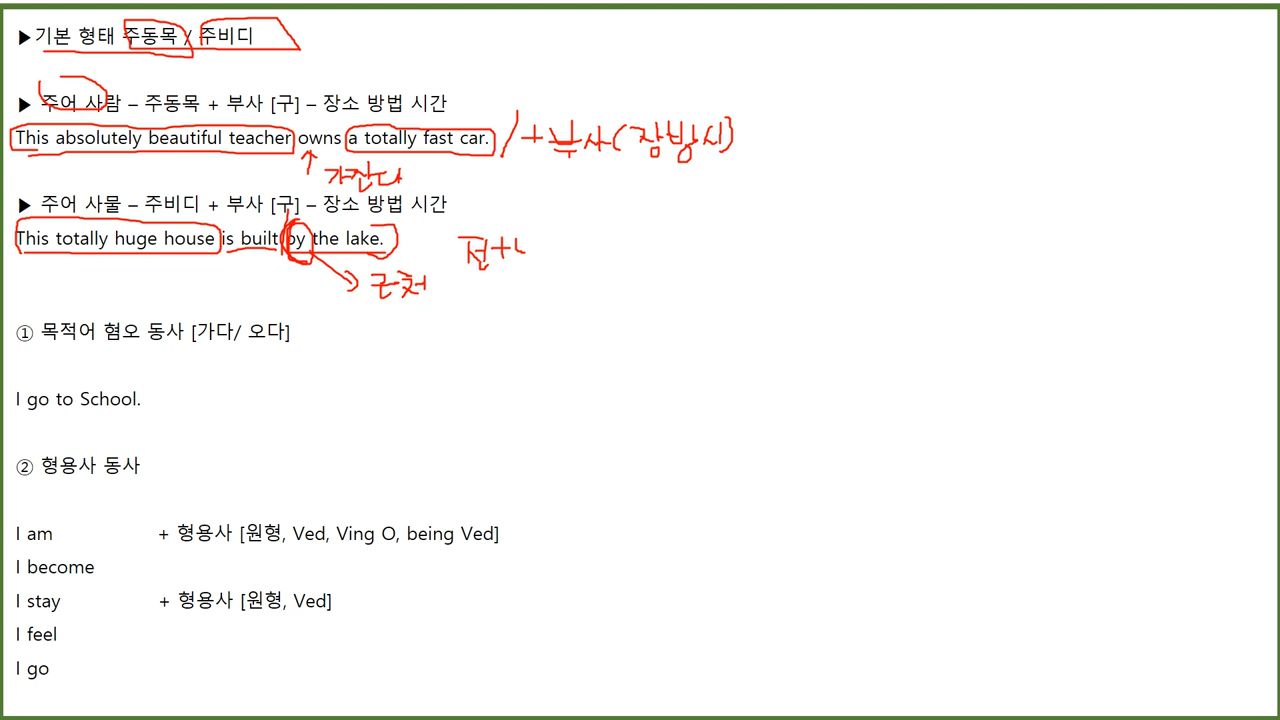 ▶기본 형태 주동목 / 주비디
▶ 주어 사람 – 주동목 + 부사 [구] – 장소 방법 시간
This absolutely beautiful teacher owns a totally fast car. / + 부사(장방시)
가진다
▶ 주어 사물 – 주비디 + 부사 [구] – 장소 방법 시간
This totally huge house is built by the lake. 전+
근처
① 목적어 혐오 동사 [가다/ 오다]
I go to School.
② 형용사 동사
I am + 형용사 [원형, Ved, Ving O, being Ved]
I become
I stay + 형용사 [원형, Ved]
I feel
I go